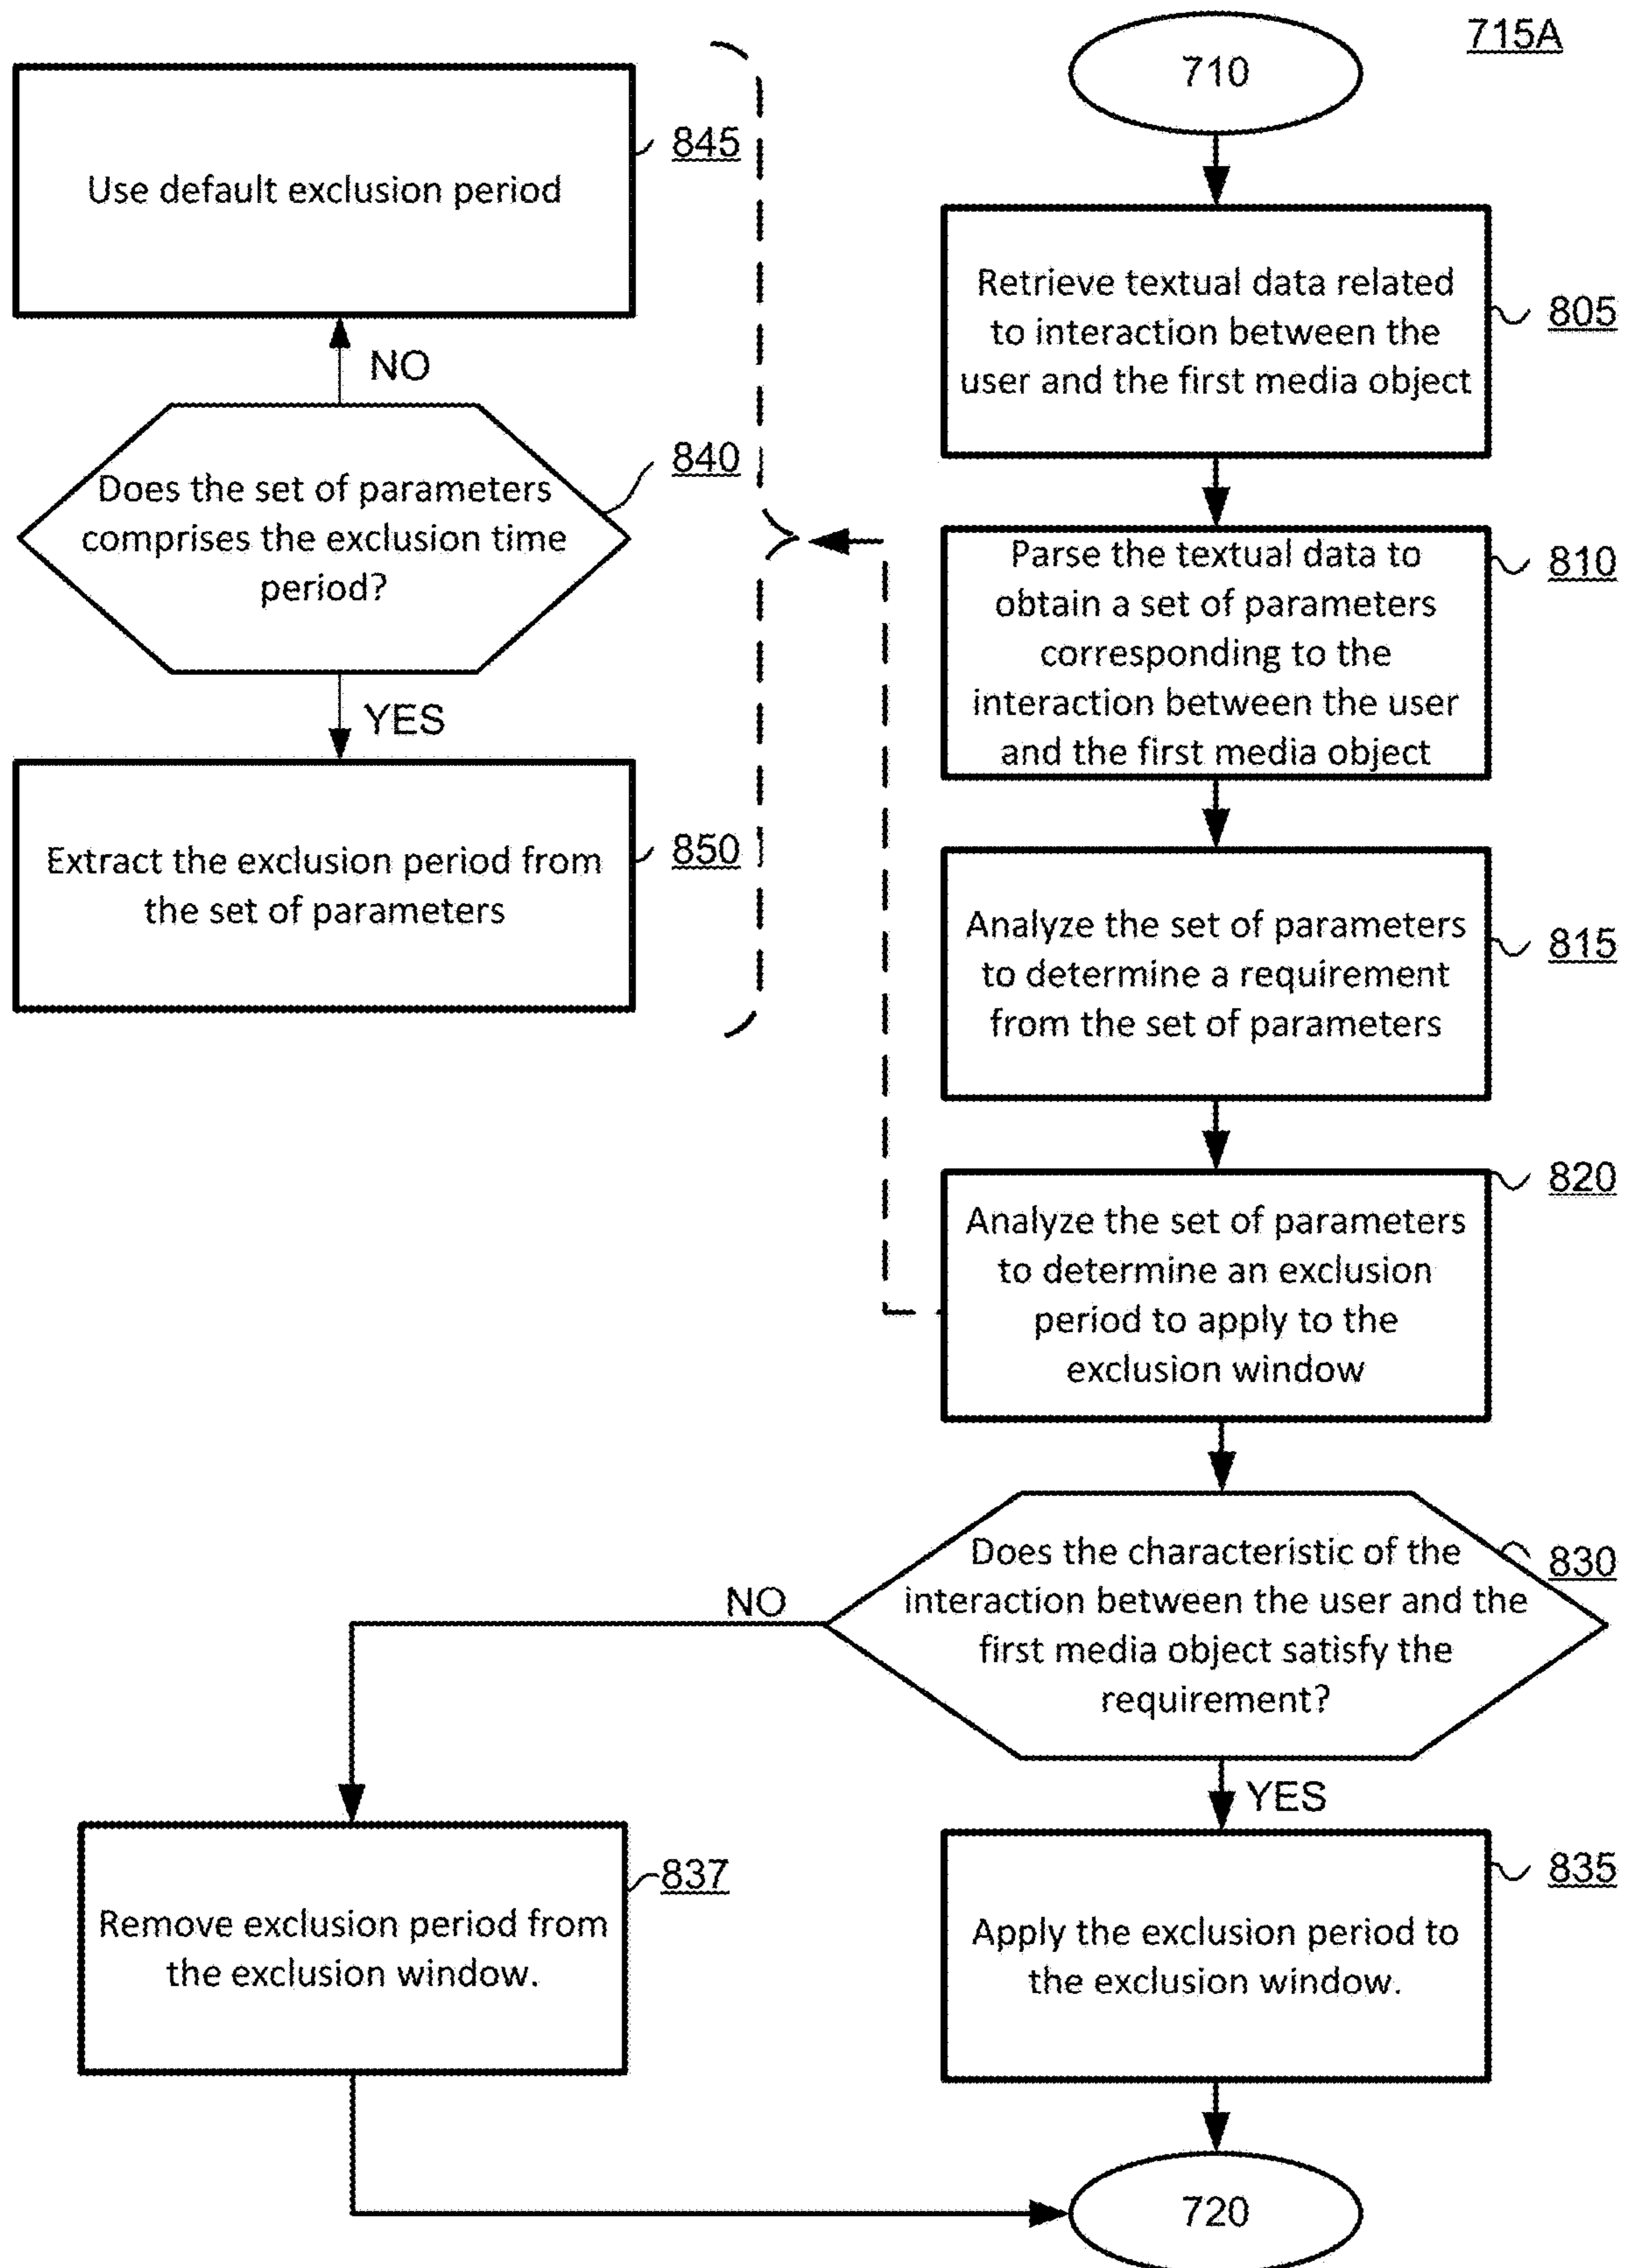 715A
710
Retrieve textual data related
to interaction between the
user and the first media object
805
Parse the textual data to
obtain a set of parameters
corresponding to the
interaction between the user
and the first media object
810
Analyze the set of parameters
to determine a requirement
from the set of parameters
815
Analyze the set of parameters
to determine an exclusion
period to apply to the
exclusion window
820
Use default exclusion period
845
NO
Does the set of parameters
comprises the exclusion time
period?
840
YES
Extract the exclusion period from
the set of parameters
850
Does the characteristic of the
interaction between the user and the
first media object satisfy the
requirement?
830
NO
YES
Remove exclusion period from
the exclusion window.
837
Apply the exclusion period to
the exclusion window.
835
720